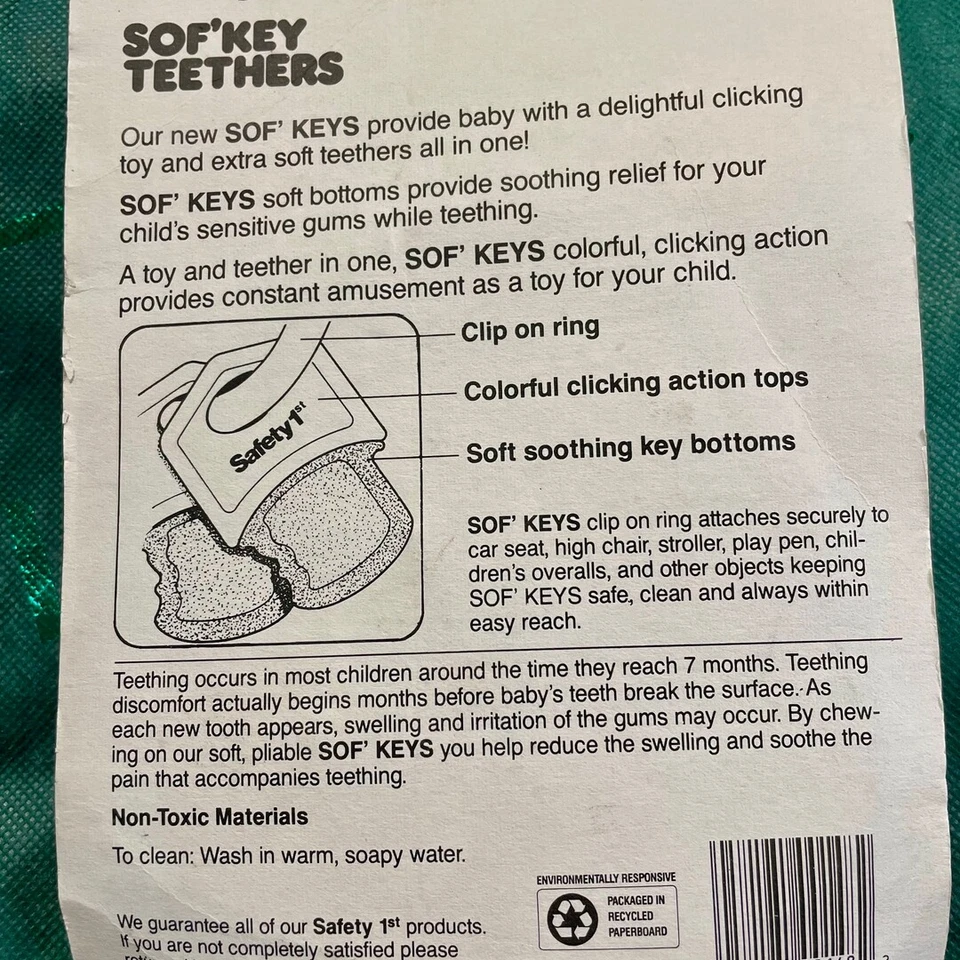 SOF'KEY
TEETHERS
Our new SOF' KEYS provide baby with a delightful clicking
toy and extra soft teethers all in one!
SOF' KEYS soft bottoms provide soothing relief for your
child's sensitive gums while teething.
A toy and teether in one, SOF' KEYS colorful, clicking action
provides constant amusement as a toy for your child.
Clip on ring
Colorful clicking action tops
Soft soothing key bottoms
Safety 1st
SOF' KEYS clip on ring attaches securely to
car seat, high chair, stroller, play pen, chil-
dren's overalls, and other objects keeping
SOF' KEYS safe, clean and always within
easy reach.
Teething occurs in most children around the time they reach 7 months. Teething
discomfort actually begins months before baby's teeth break the surface. As
each new tooth appears, swelling and irritation of the gums may occur. By chew-
ing on our soft, pliable SOF' KEYS you help reduce the swelling and soothe the
pain that accompanies teething.
Non-Toxic Materials
To clean: Wash in warm, soapy water.
ENVIRONMENTALLY RESPONSIVE
PACKAGED IN
RECYCLED
PAPERBOARD
We guarantee all of our Safety 1st products.
If you are not completely satisfied please